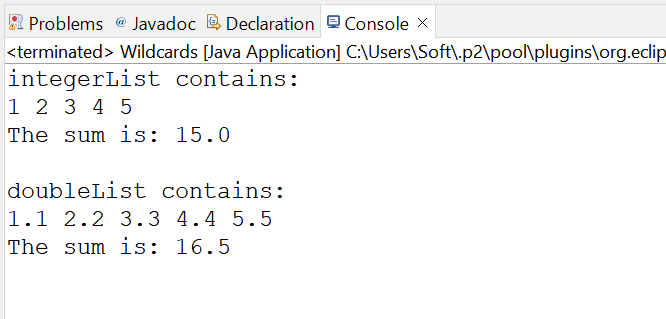 Problems @ Javadoc Declaration Console
<terminated> Wildcards [Java Application] C:\Users\Soft\.p2\pool\plugins\org.eclip
integerList contains:
1 2 3 4 5
The sum is: 15.0
doubleList contains:
1.1 2.2 3.3 4.4 5.5
The sum is: 16.5